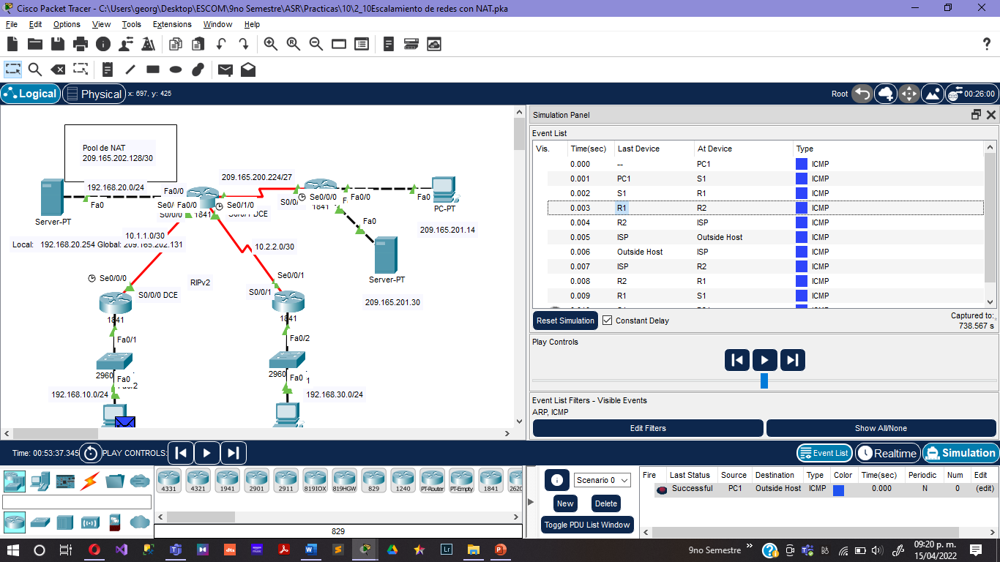 Cisco Packet Tracer - C:\Users\georg\Desktop\ESCOM\9no Semestre\ASR\Practicas\10\2_10Escalamiento de redes con NAT.pka
File Edit Options View Tools Extensions Window Help
?
Logical Physical x: 697, y: 425 Root 00:26:00
Pool de NAT
209.165.202.128/30
209.165.200.224/27
192.168.20.0/24
Fa0/0
Se0/ Fa0/0
S0/0/0
1841
Se0/1/0
S0/0/1 DCE
S0/0/
Se0/0/0
1841
Fa0/0
Fa0
Fa0
Server-PT
PC-PT
209.165.201.14
Fa0
Server-PT
209.165.201.30
10.1.1.0/30
Local: 192.168.20.254 Global: 209.165.202.131
10.2.2.0/30
Se0/0/0
RIPv2
Se0/0/1
S0/0/0 DCE
S0/0/1
1841
1841
Fa0/1
Fa0/2
2960
Fa0
2960
Fa0
192.168.10.0/24
192.168.30.0/24
Simulation Panel
Event List
Vis. Time(sec) Last Device At Device Type
0.000 -- PC1 ICMP
0.001 PC1 S1 ICMP
0.002 S1 R1 ICMP
0.003 R1 R2 ICMP
0.004 R2 ISP ICMP
0.005 ISP Outside Host ICMP
0.006 Outside Host ISP ICMP
0.007 ISP R2 ICMP
0.008 R2 R1 ICMP
0.009 R1 S1 ICMP
Reset Simulation Constant Delay Captured to:
738.567 s
Play Controls
Event List Filters - Visible Events
ARP, ICMP
Edit Filters Show All/None
Time: 00:53:37.345 PLAY CONTROLS: Event List Realtime Simulation
4331 4321 1941 2901 2911 819IOX 819HGW 829 1240 PT-Router PT-Empty 1841 2620
829
Scenario 0
New Delete
Toggle PDU List Window
Fire Last Status Source Destination Type Color Time(sec) Periodic Num Edit
Successful PC1 Outside Host ICMP 0.000 N 0 (edit)
9no Semestre
09:20 p. m.
15/04/2022